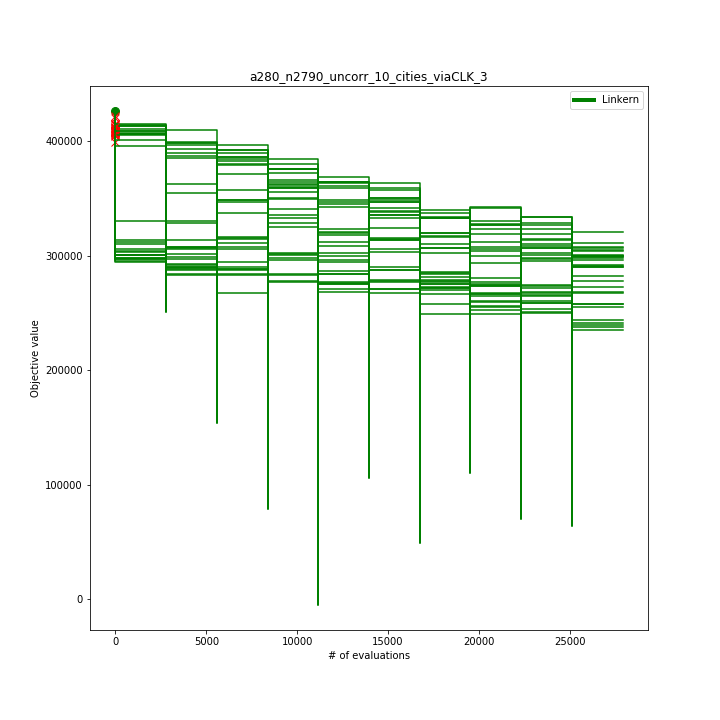 a280_n2790_uncorr_10_cities_viaCLK_3
Linkern
400000
300000
200000
100000
0
Objective value
0 5000 10000 15000 20000 25000
# of evaluations